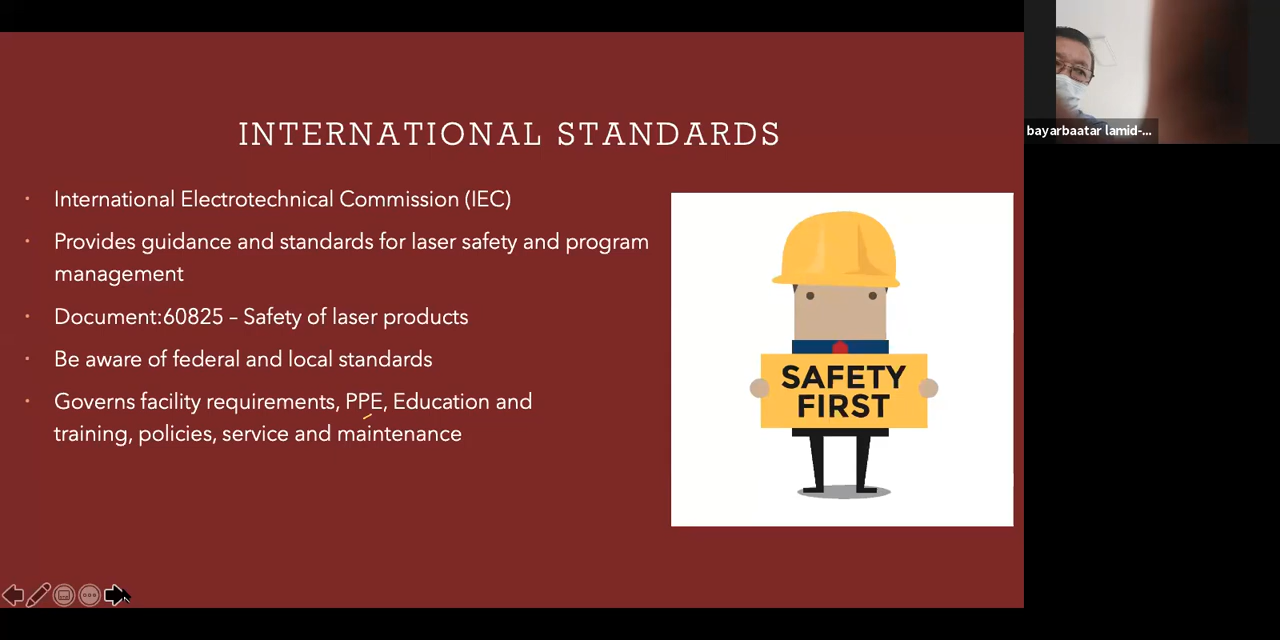 INTERNATIONAL STANDARDS
· International Electrotechnical Commission (IEC)
· Provides guidance and standards for laser safety and program
management
· Document:60825 – Safety of laser products
· Be aware of federal and local standards
· Governs facility requirements, PPE, Education and
training, policies, service and maintenance
SAFETY
FIRST
bayarbaatar lamid-...